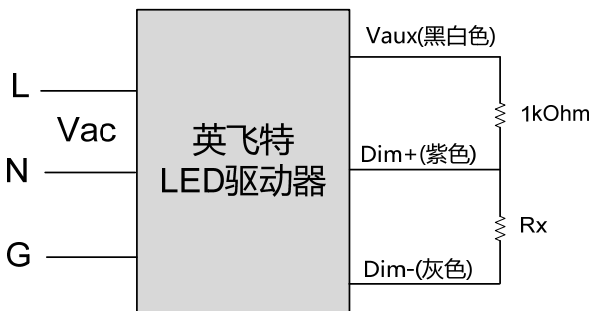 Vaux(黑白色)
L
1kOhm
Vac
英飞特
LED驱动器
Dim+(紫色)
N
Rx
G
Dim-(灰色)